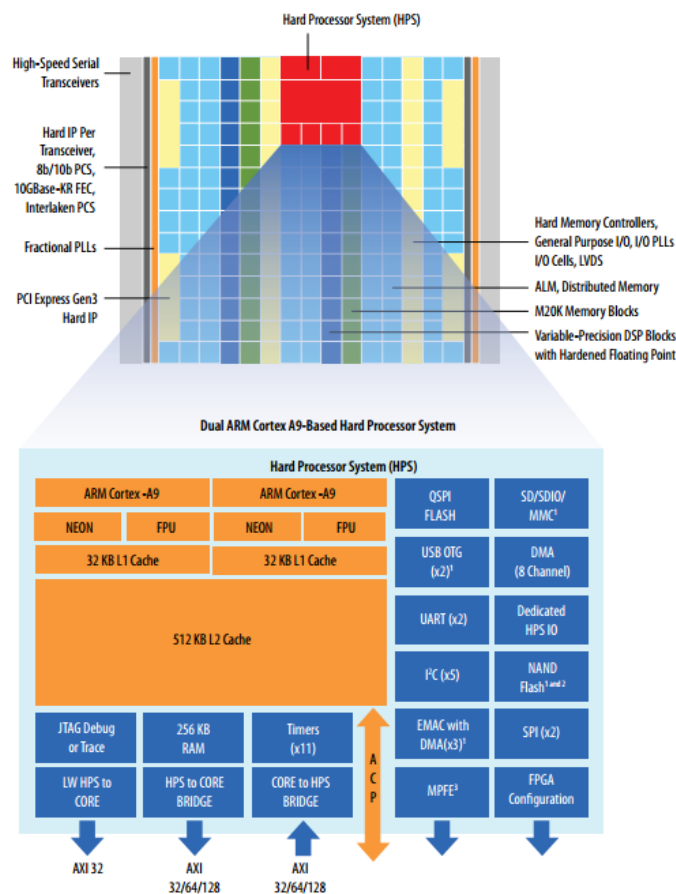 Hard Processor System (HPS)
High-Speed Serial
Transceivers
Hard IP Per
Transceiver,
8b/10b PCS,
10GBase-KR FEC,
Interlaken PCS
Fractional PLLs
PCI Express Gen3
Hard IP
Hard Memory Controllers,
General Purpose I/O, I/O PLLs
I/O Cells, LVDS
ALM, Distributed Memory
M20K Memory Blocks
Variable-Precision DSP Blocks
with Hardened Floating Point
Dual ARM Cortex A9-Based Hard Processor System
Hard Processor System (HPS)
ARM Cortex -A9
ARM Cortex -A9
NEON
FPU
NEON
FPU
32 KB L1 Cache
32 KB L1 Cache
512 KB L2 Cache
JTAG Debug
or Trace
256 KB
RAM
Timers
(x11)
LW HPS to
CORE
HPS to CORE
BRIDGE
CORE to HPS
BRIDGE
A
C
P
QSPI
FLASH
SD/SDIO/
MMC¹
USB OTG
(x2)¹
DMA
(8 Channel)
UART (x2)
Dedicated
HPS IO
I²C (x5)
NAND
Flash¹ ᵃⁿᵈ ²
EMAC with
DMA(x3)¹
SPI (x2)
MPFE³
FPGA
Configuration
AXI 32
AXI
32/64/128
AXI
32/64/128